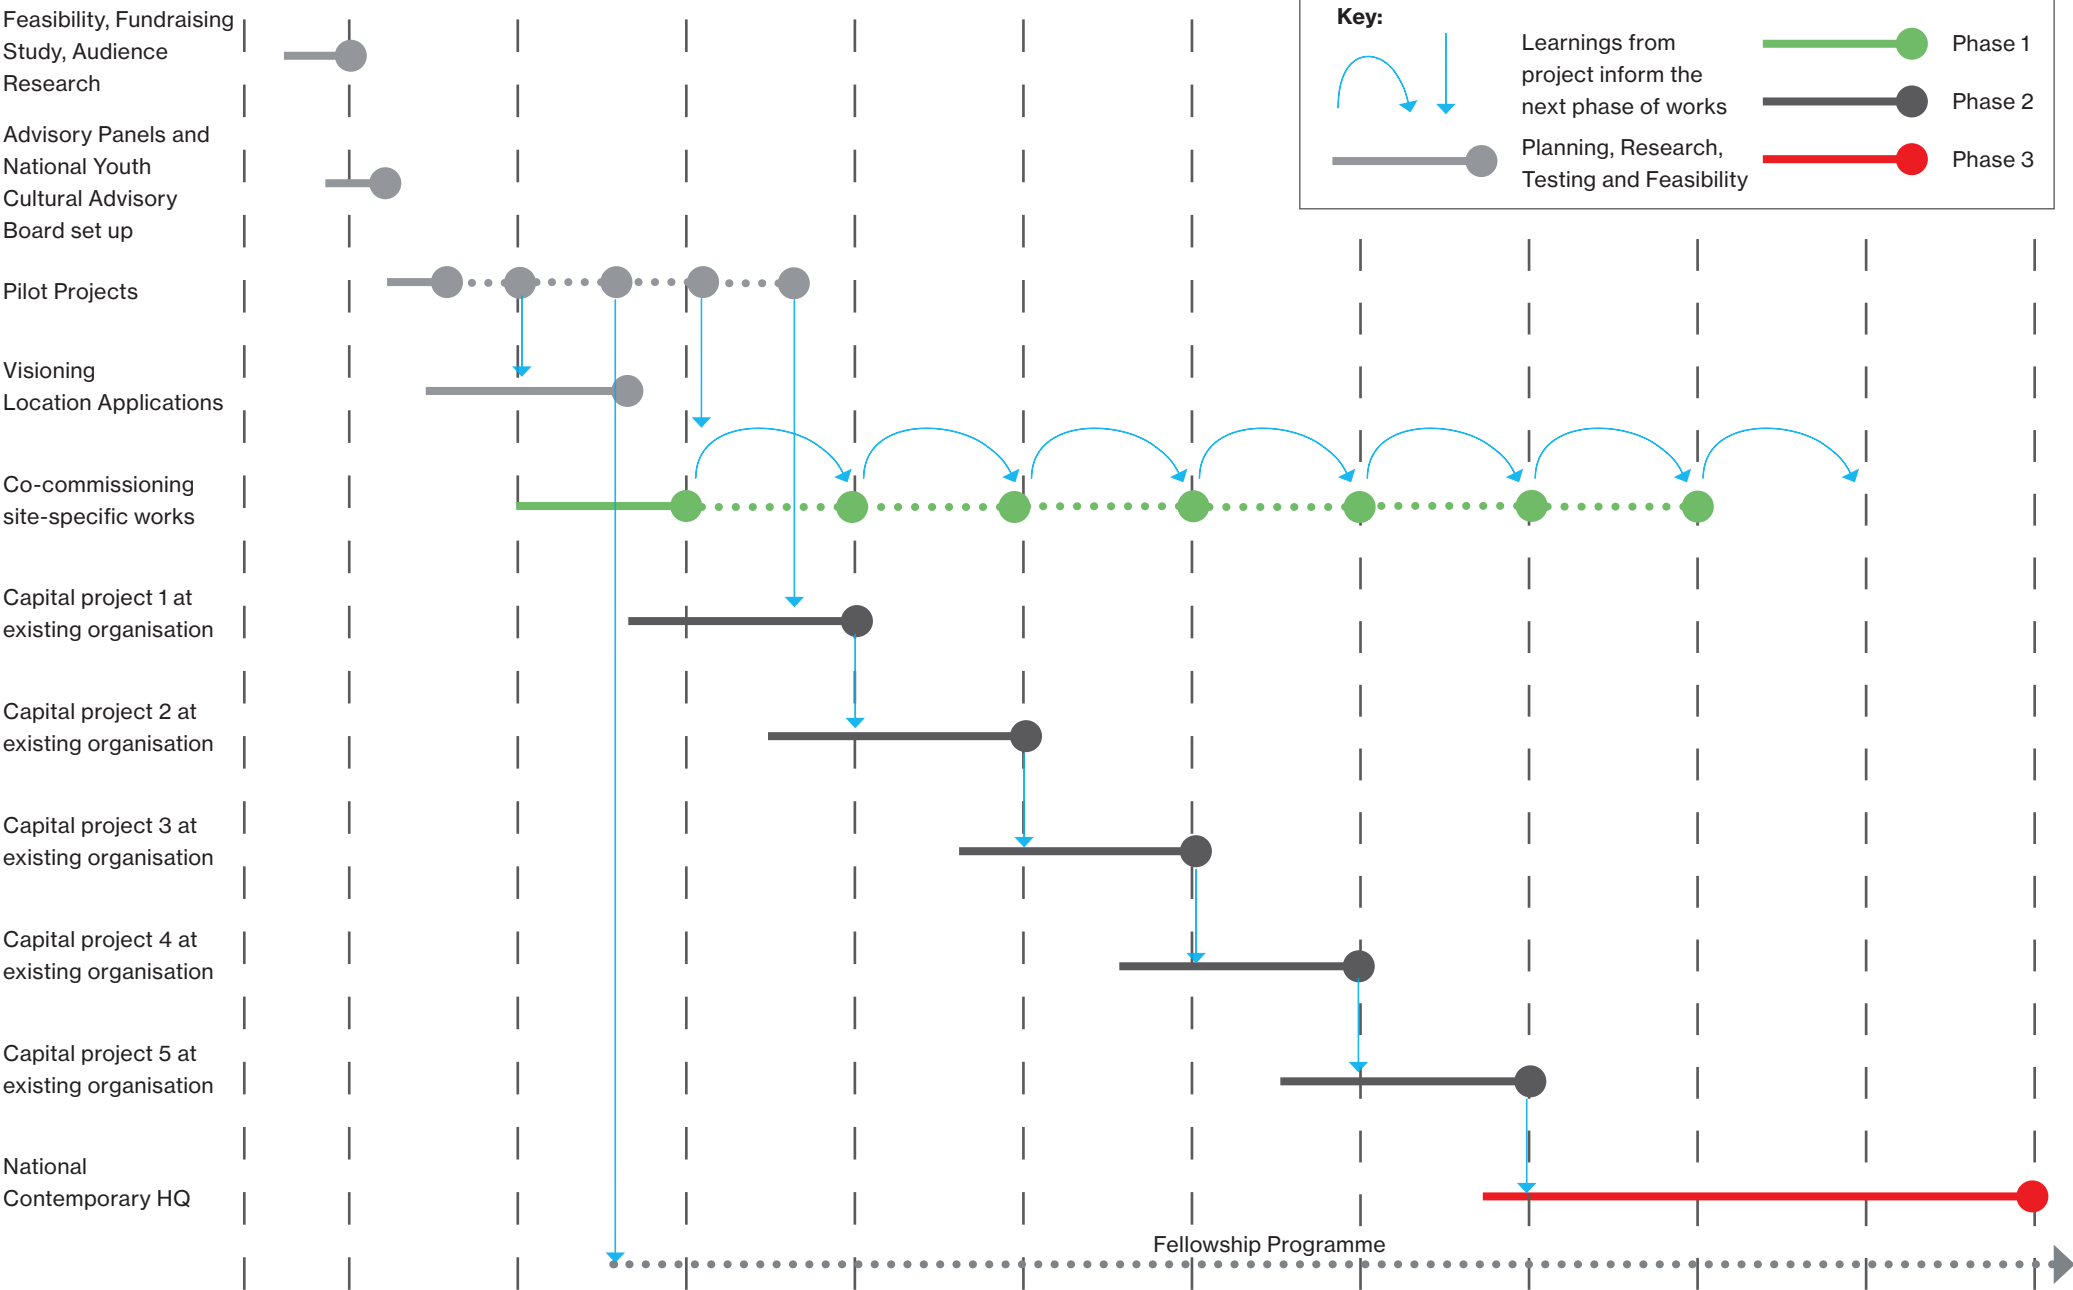 Feasibility, Fundraising
Study, Audience
Research
Advisory Panels and
National Youth
Cultural Advisory
Board set up
Pilot Projects
Visioning
Location Applications
Co-commissioning
site-specific works
Capital project 1 at
existing organisation
Capital project 2 at
existing organisation
Capital project 3 at
existing organisation
Capital project 4 at
existing organisation
Capital project 5 at
existing organisation
National
Contemporary HQ
Fellowship Programme
Key:
Learnings from
project inform the
next phase of works
Planning, Research,
Testing and Feasibility
Phase 1
Phase 2
Phase 3